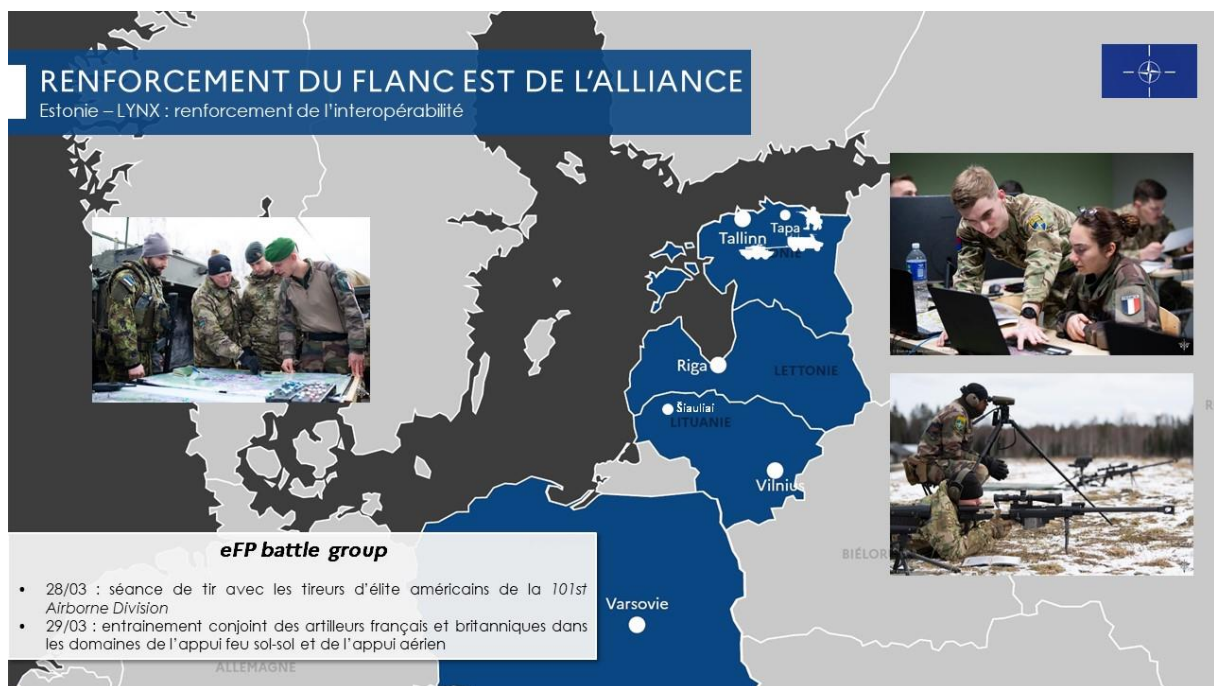 RENFORCEMENT DU FLANC EST DE L'ALLIANCE
Estonie – LYNX : renforcement de l'interopérabilité
Tallinn
Tapa
Riga
LETTONIE
Šiauliai
LITUANIE
Vilnius
Varsovie
ALLEMAGNE
eFP battle group
• 28/03 : séance de tir avec les tireurs d'élite américains de la 101st
Airborne Division
• 29/03 : entrainement conjoint des artilleurs français et britanniques dans
les domaines de l'appui feu sol-sol et de l'appui aérien